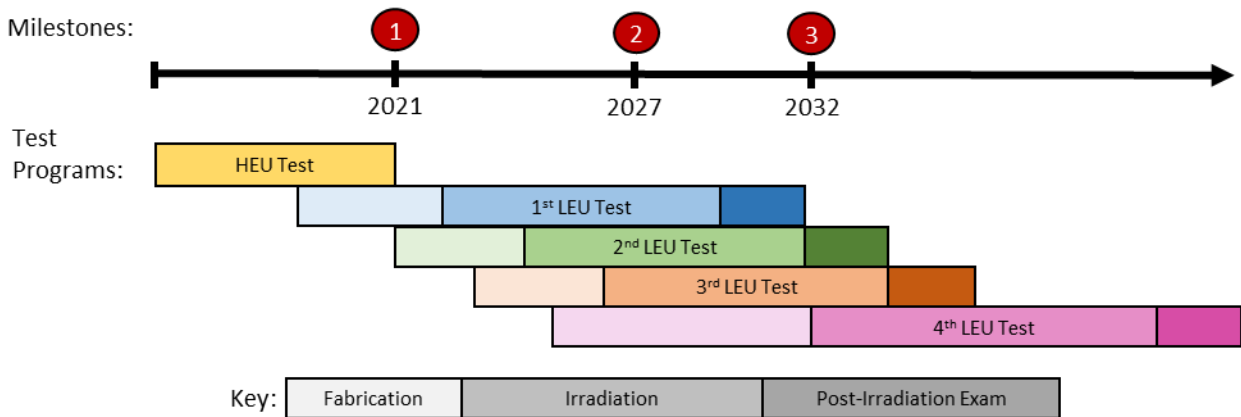 Milestones:
1 2 3
2021 2027 2032
Test
Programs:
HEU Test
1st LEU Test
2nd LEU Test
3rd LEU Test
4th LEU Test
Key: Fabrication Irradiation Post-Irradiation Exam